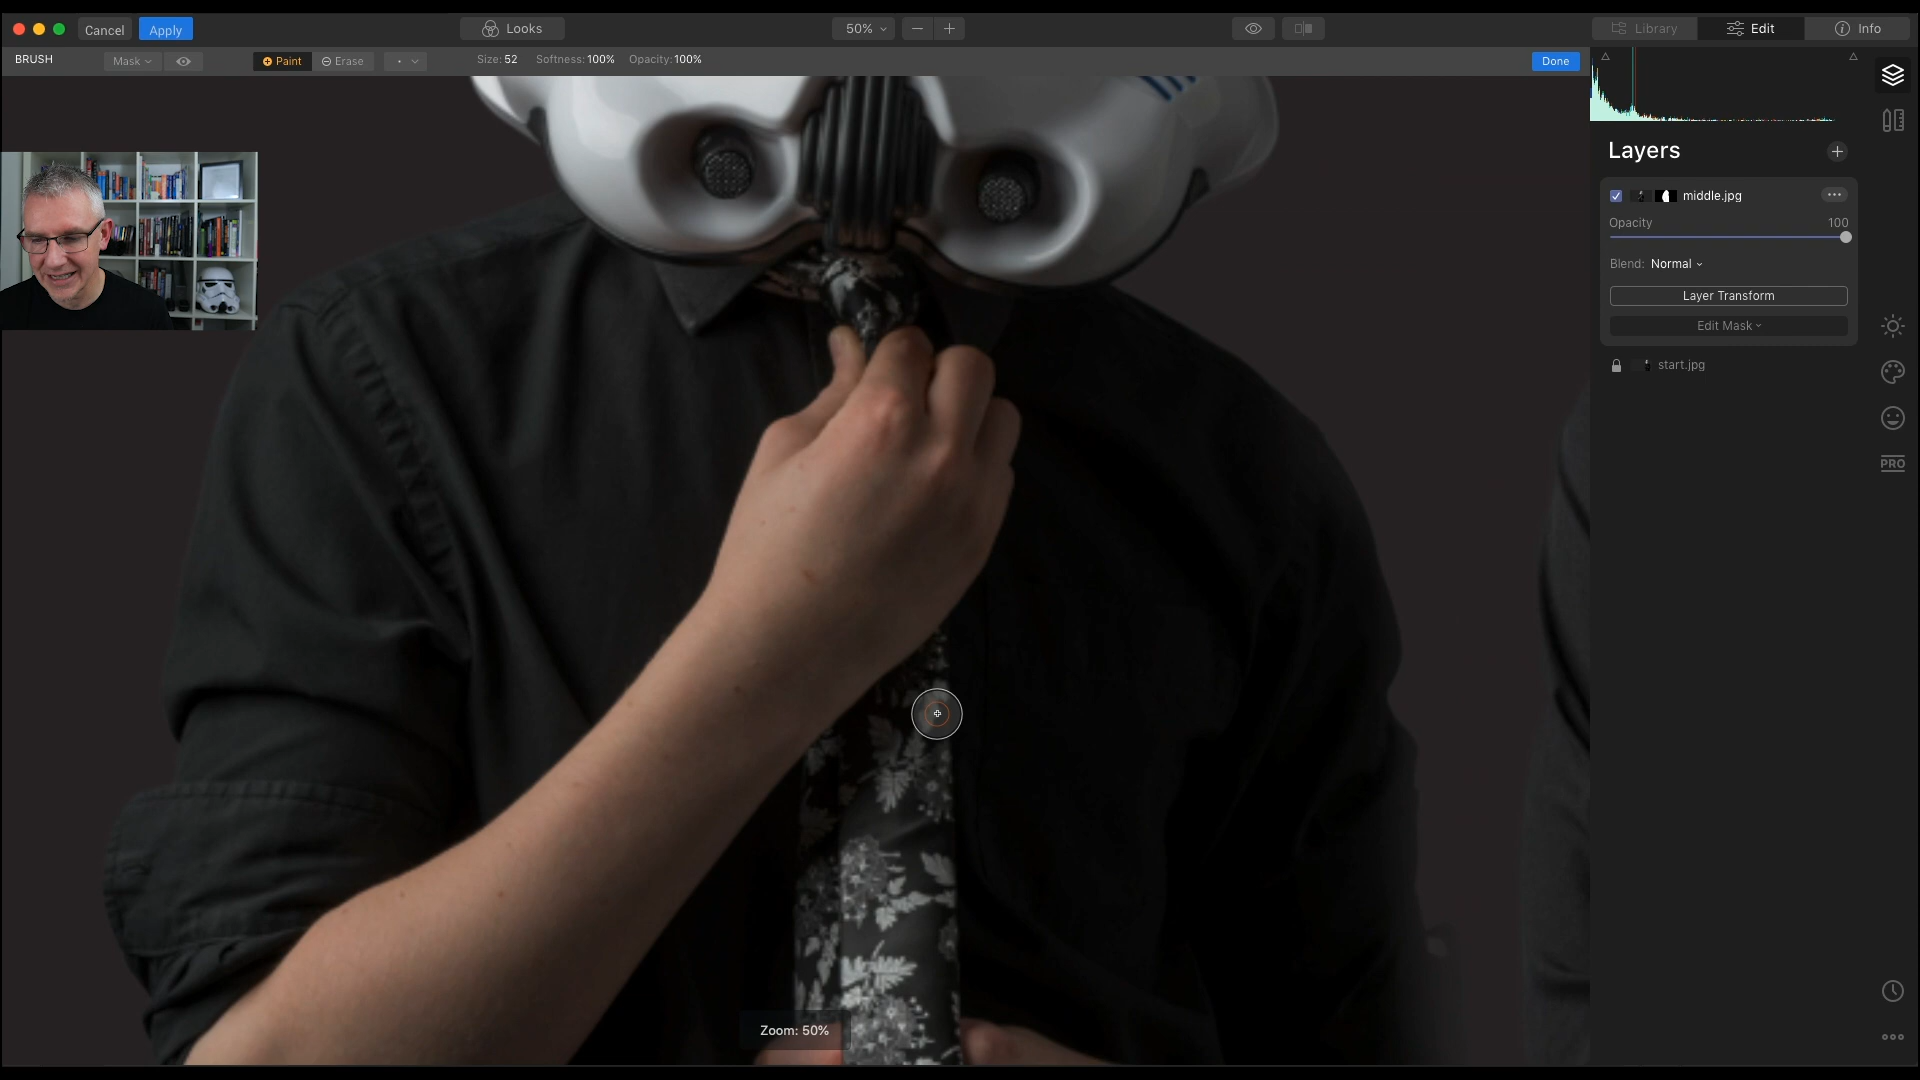 Cancel
Apply
Looks
50%
Library
Edit
Info
BRUSH
Mask
Paint
Erase
Size: 52
Softness: 100%
Opacity: 100%
Done
Layers
middle.jpg
Opacity
100
Blend: Normal
Layer Transform
Edit Mask
start.jpg
PRO
Zoom: 50%